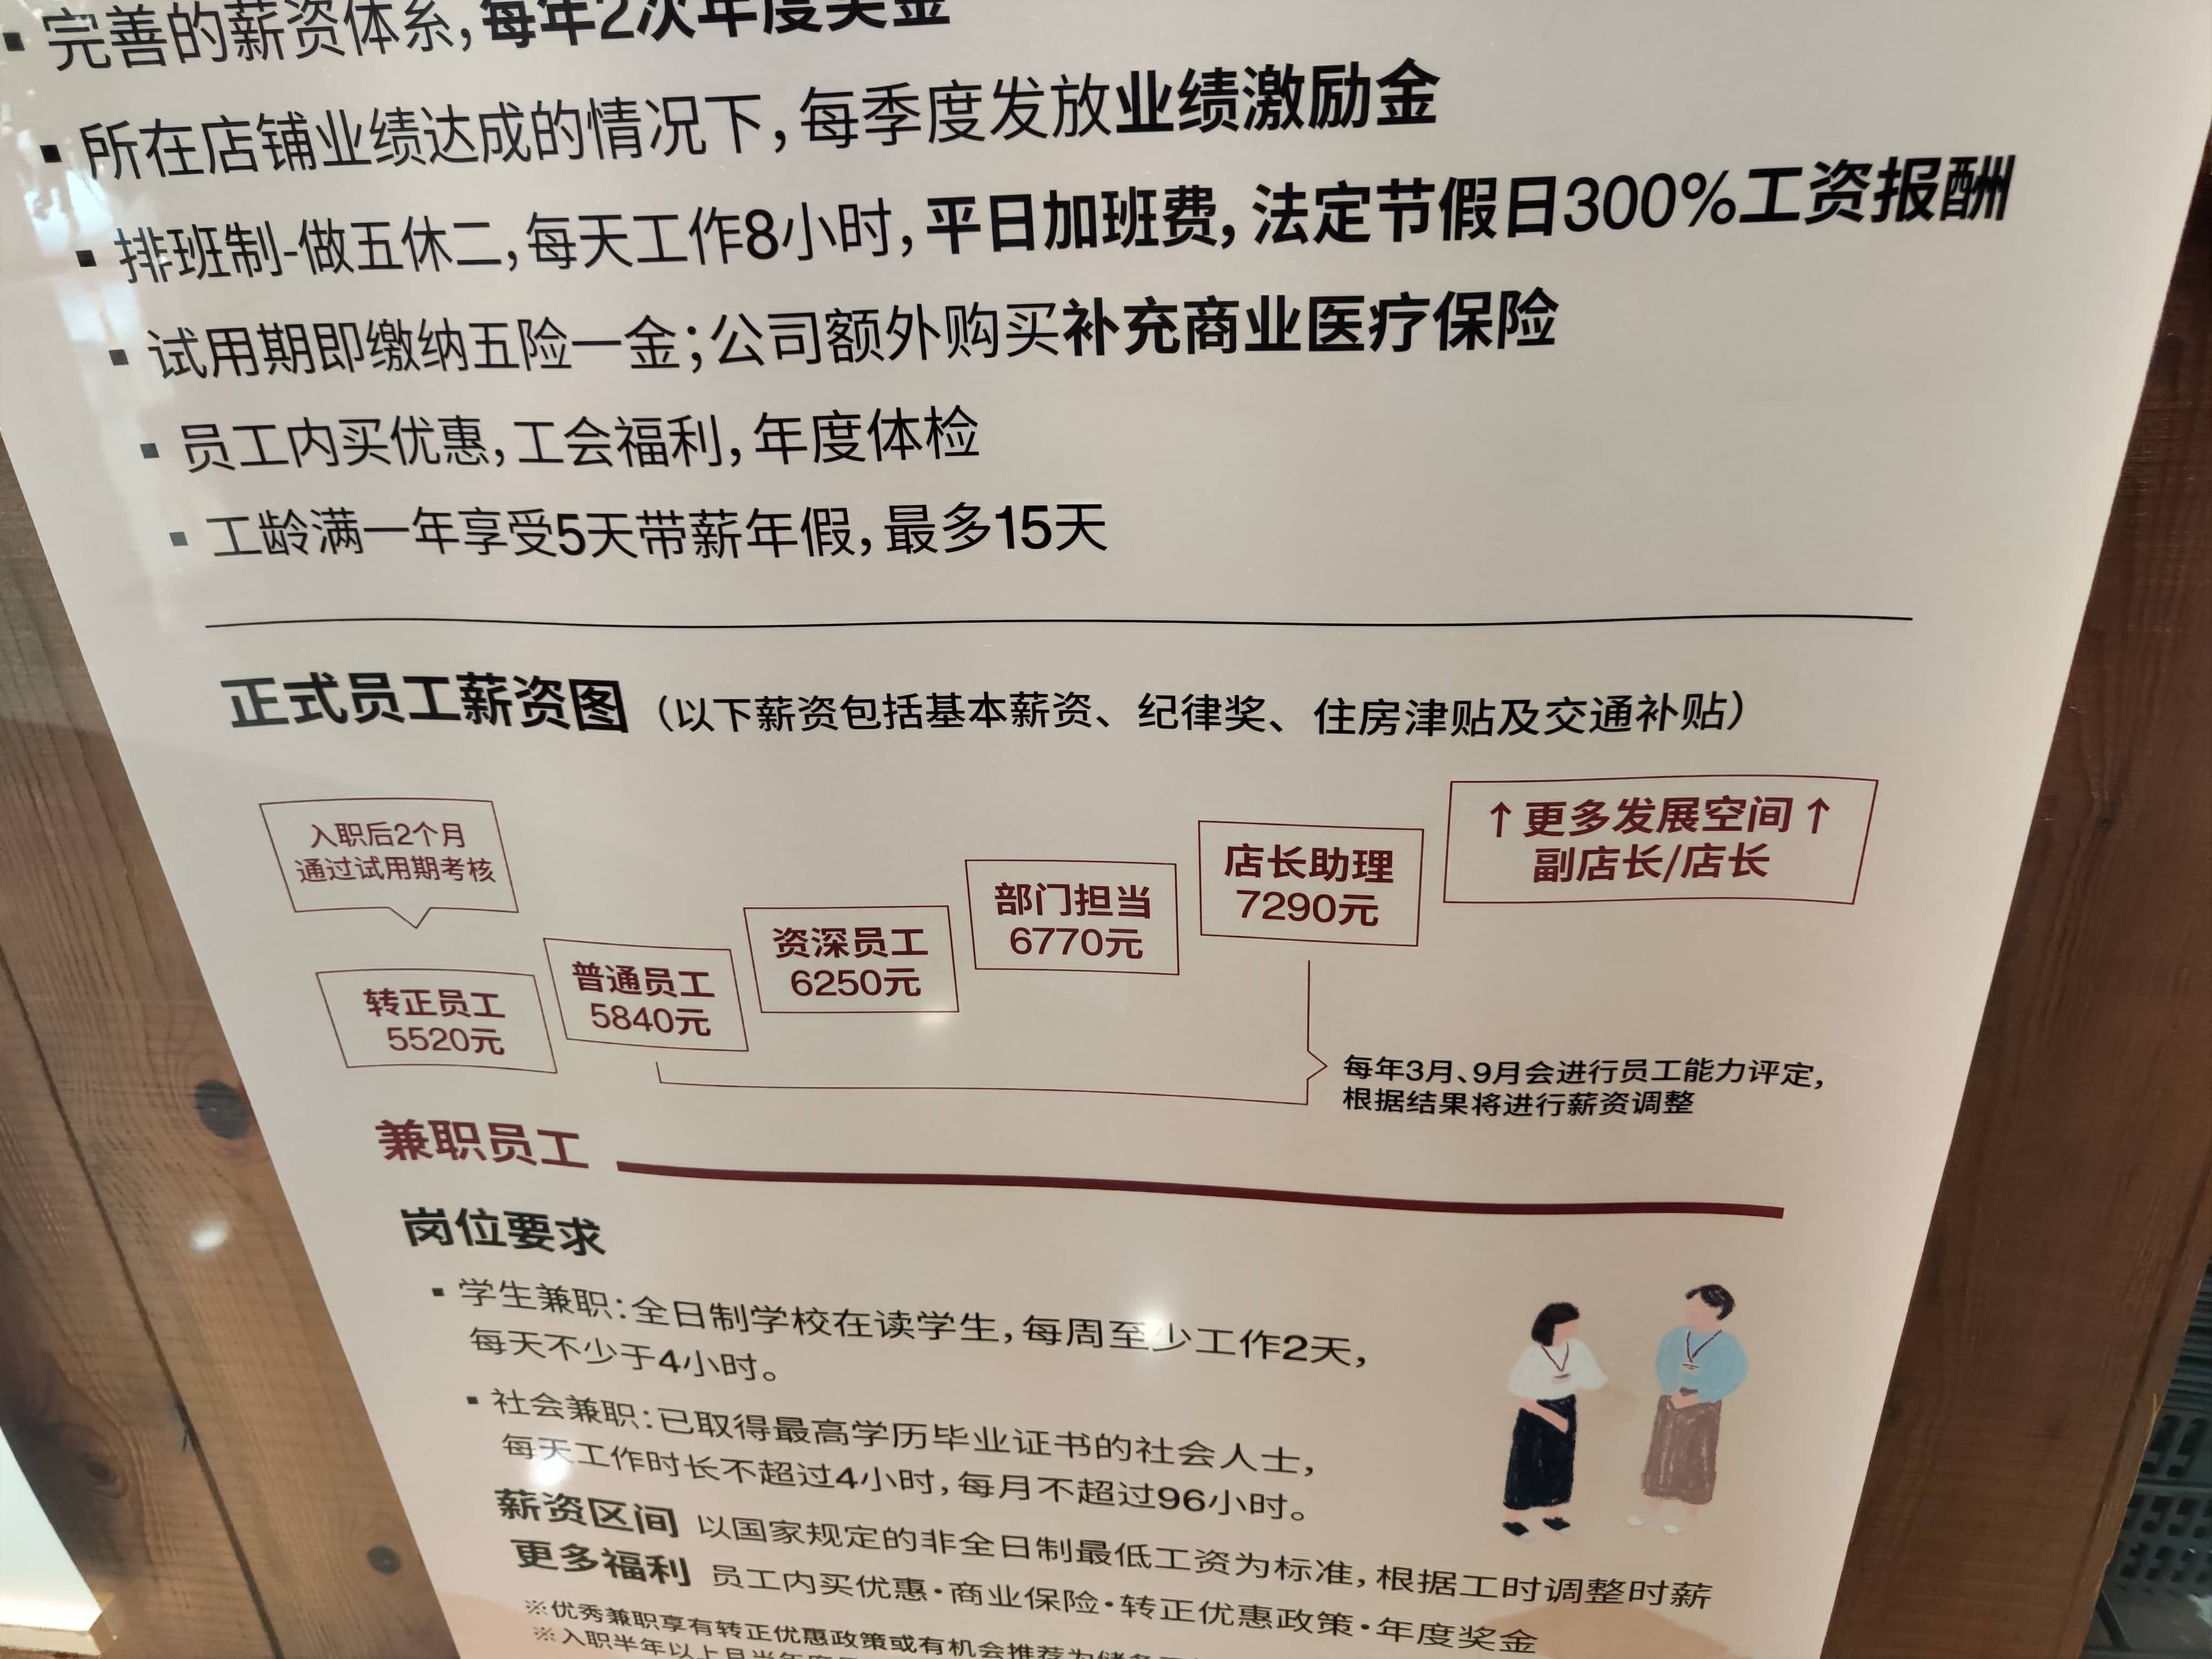 ▪ 完善的薪资体系,每年2次年度奖金
▪ 所在店铺业绩达成的情况下,每季度发放业绩激励金
▪ 排班制-做五休二,每天工作8小时,平日加班费,法定节假日300%工资报酬
▪ 试用期即缴纳五险一金;公司额外购买补充商业医疗保险
▪ 员工内买优惠,工会福利,年度体检
▪ 工龄满一年享受5天带薪年假,最多15天
正式员工薪资图(以下薪资包括基本薪资、纪律奖、住房津贴及交通补贴)
入职后2个月
通过试用期考核
转正员工
5520元
普通员工
5840元
资深员工
6250元
部门担当
6770元
店长助理
7290元
↑更多发展空间↑
副店长/店长
每年3月、9月会进行员工能力评定,
根据结果将进行薪资调整
兼职员工
岗位要求
▪ 学生兼职:全日制学校在读学生,每周至少工作2天,
每天不少于4小时。
▪ 社会兼职:已取得最高学历毕业证书的社会人士,
每天工作时长不超过4小时,每月不超过96小时。
薪资区间 以国家规定的非全日制最低工资为标准,根据工时调整时薪
更多福利 员工内买优惠·商业保险·转正优惠政策·年度奖金
※优秀兼职享有转正优惠政策或有机会推荐为储备
※入职半年以上且当年度